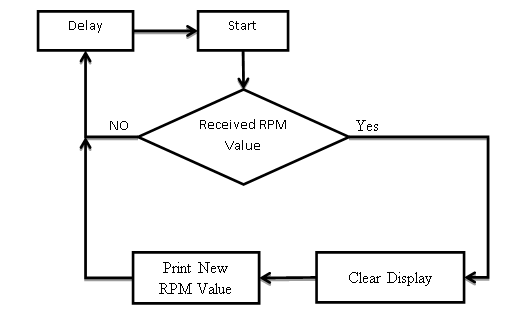 Delay
Start
Received RPM
Value
NO
Yes
Print New
RPM Value
Clear Display